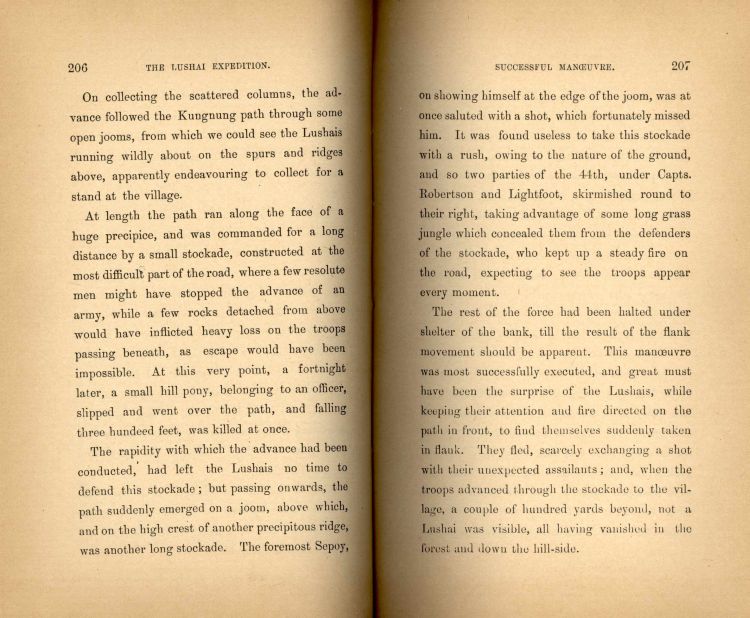 206
THE LUSHAI EXPEDITION.
On collecting the scattered columns, the ad-
vance followed the Kungnung path through some
open jooms, from which we could see the Lushais
running wildly about on the spurs and ridges
above, apparently endeavouring to collect for a
stand at the village.
At length the path ran along the face of a
huge precipice, and was commanded for a long
distance by a small stockade, constructed at the
most difficult part of the road, where a few resolute
men might have stopped the advance of an
army, while a few rocks detached from above
would have inflicted heavy loss on the troops
passing beneath, as escape would have been
impossible. At this very point, a fortnight
later, a small hill pony, belonging to an officer,
slipped and went over the path, and falling
three hundeed feet, was killed at once.
The rapidity with which the advance had been
conducted, had left the Lushais no time to
defend this stockade; but passing onwards, the
path suddenly emerged on a joom, above which,
and on the high crest of another precipitous ridge,
was another long stockade. The foremost Sepoy,
SUCCESSFUL MANŒUVRE.
207
on showing himself at the edge of the joom, was at
once saluted with a shot, which fortunately missed
him. It was found useless to take this stockade
with a rush, owing to the nature of the ground,
and so two parties of the 44th, under Capts.
Robertson and Lightfoot, skirmished round to
their right, taking advantage of some long grass
jungle which concealed them from the defenders
of the stockade, who kept up a steady fire on
the road, expecting to see the troops appear
every moment.
The rest of the force had been halted under
shelter of the bank, till the result of the flank
movement should be apparent. This manœuvre
was most successfully executed, and great must
have been the surprise of the Lushais, while
keeping their attention and fire directed on the
path in front, to find themselves suddenly taken
in flank. They fled, scarcely exchanging a shot
with their unexpected assailants; and, when the
troops advanced through the stockade to the vil-
lage, a couple of hundred yards beyond, not a
Lushai was visible, all having vanished in the
forest and down the hill-side.